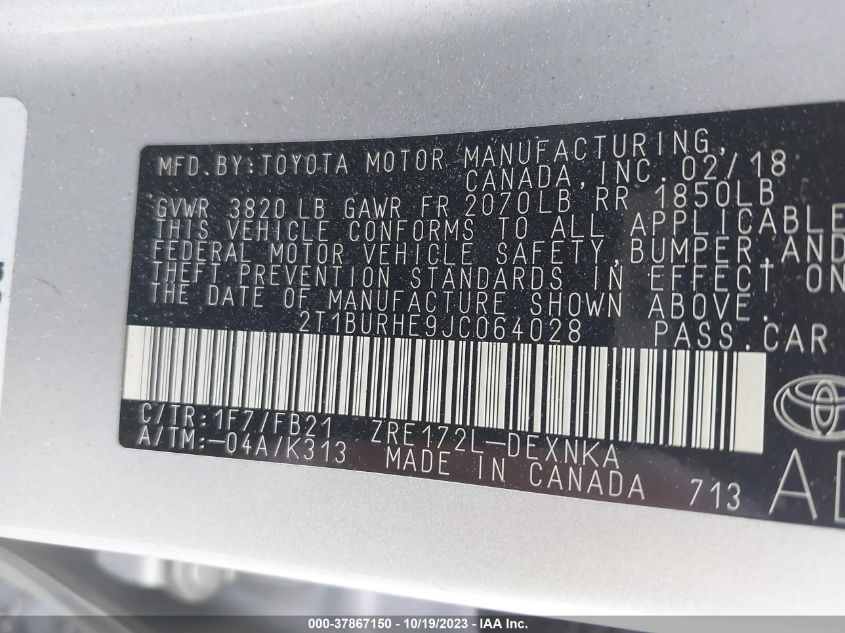 MFD.BY:TOYOTA MOTOR MANUFACTURING,
CANADA,INC.02/18
GVWR 3820LB GAWR FR 2070LB RR 1850LB
THIS VEHICLE CONFORMS TO ALL APPLICABLE
FEDERAL MOTOR VEHICLE SAFETY,BUMPER,AND
THEFT PREVENTION STANDARDS IN EFFECT ON
THE DATE OF MANUFACTURE SHOWN ABOVE.
2T1BURHE9JC064028 PASS.CAR
C/TR:1F7/FB21 ZRE172L-DEXNKA
A/TM:-04A/K313 MADE IN CANADA 713
000-37867150 - 10/19/2023 - IAA Inc.